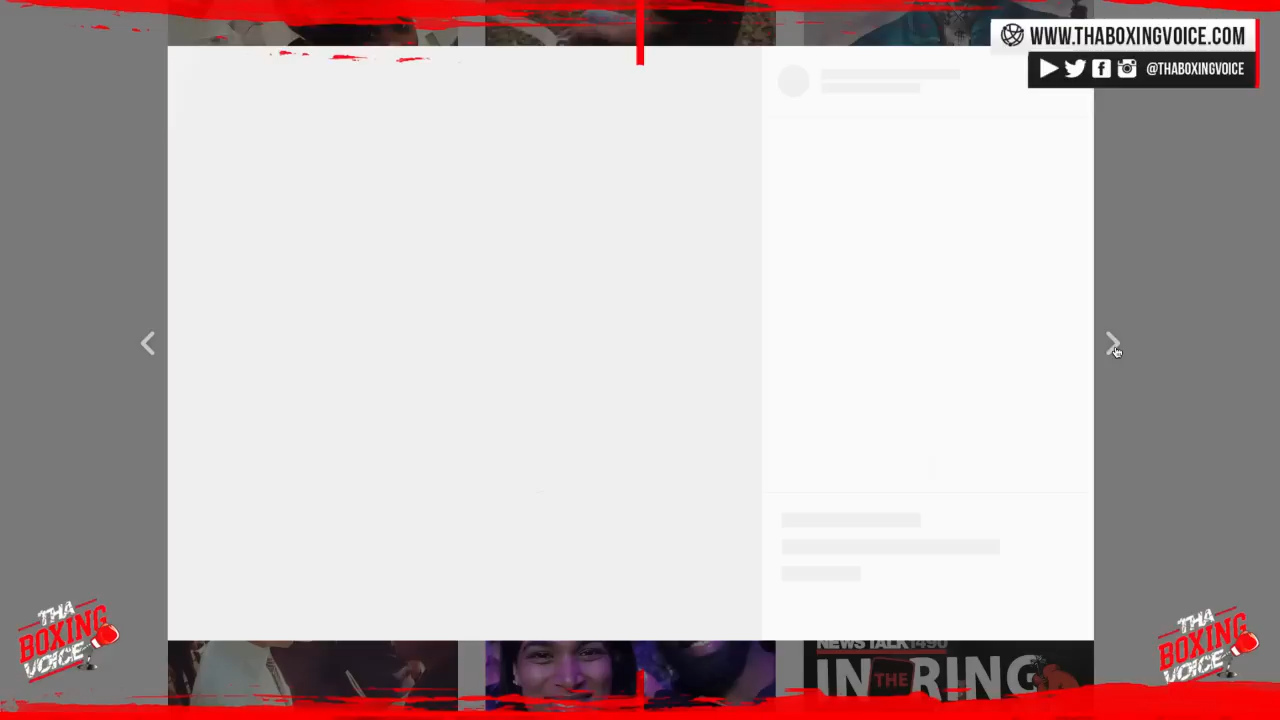 WWW.THABOXINGVOICE.COM
@THABOXINGVOICE
THA
BOXING
VOICE
THA
BOXING
VOICE
NEWS TALK 1490
IN THE RING